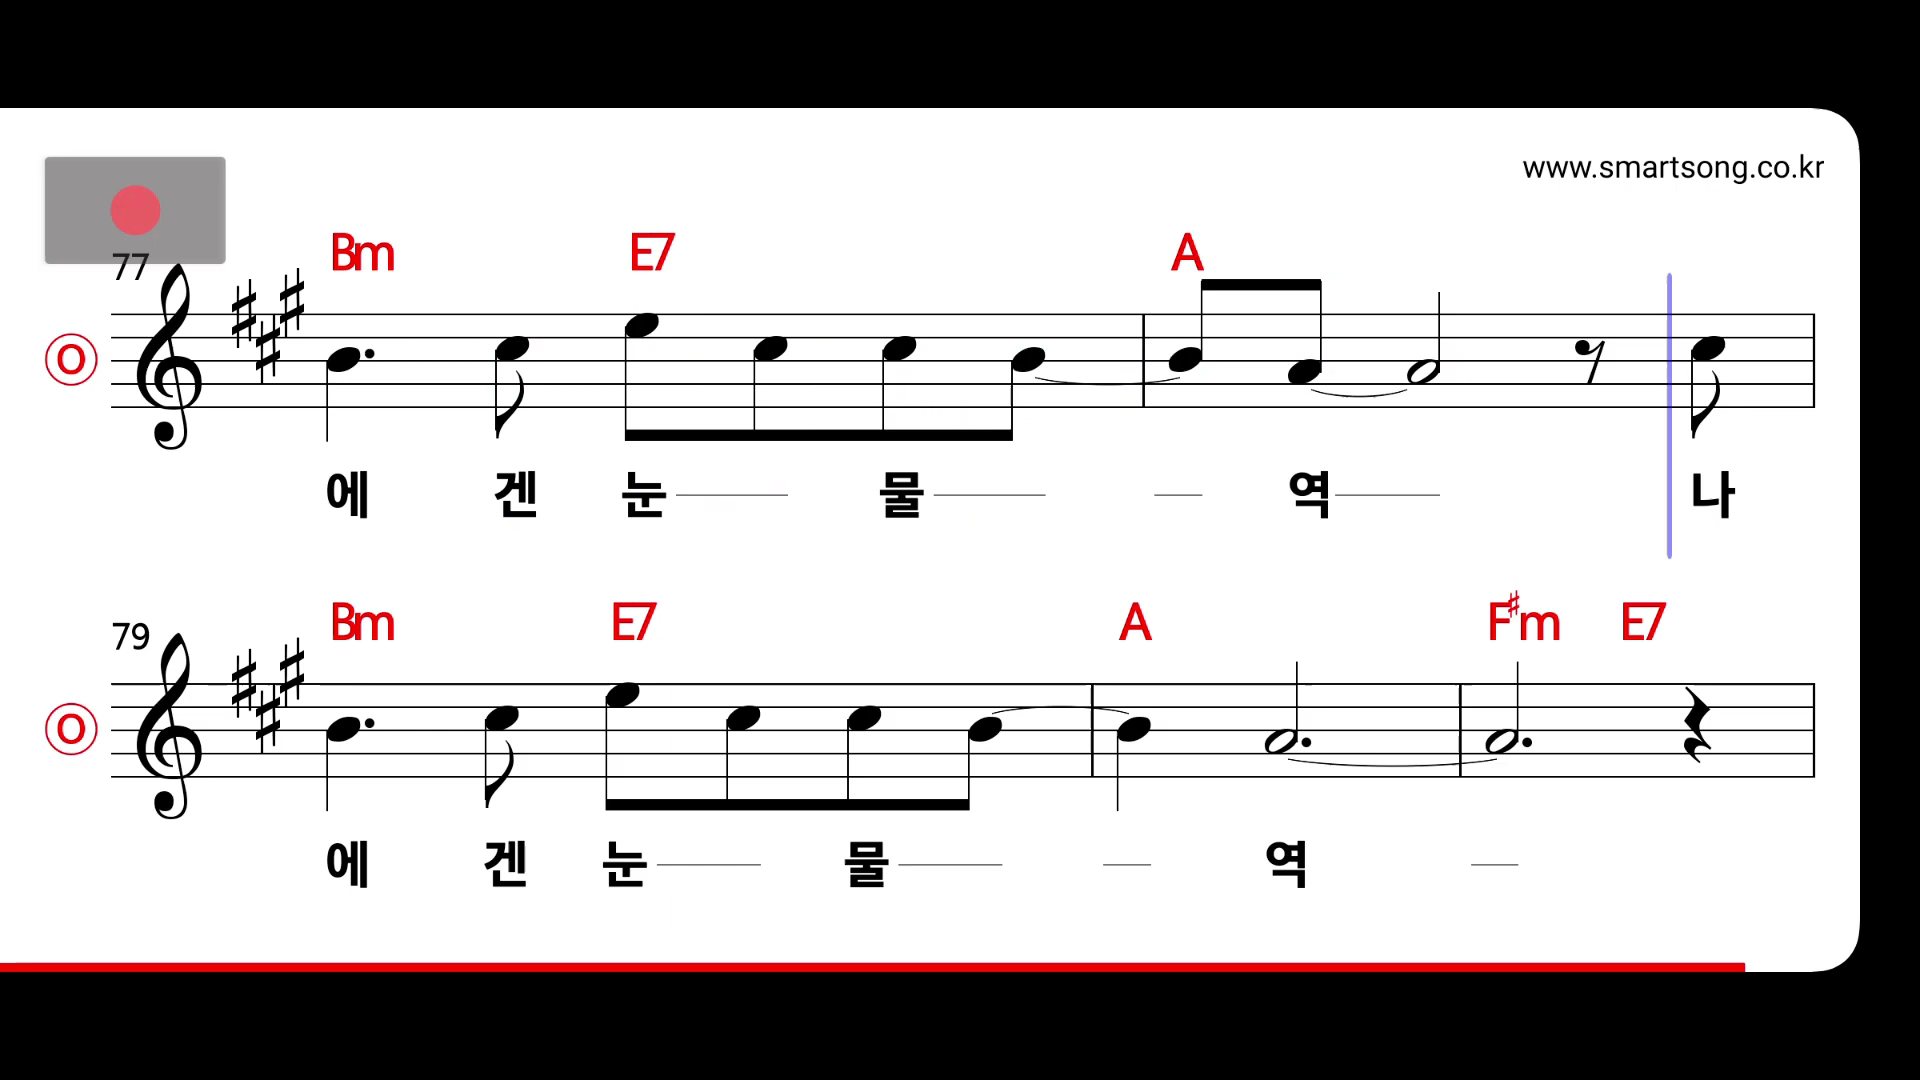 www.smartsong.co.kr
77 Bm E7 A
O
에 겐 눈 물 역 나
79 Bm E7 A F♯m E7
O
에 겐 눈 물 역